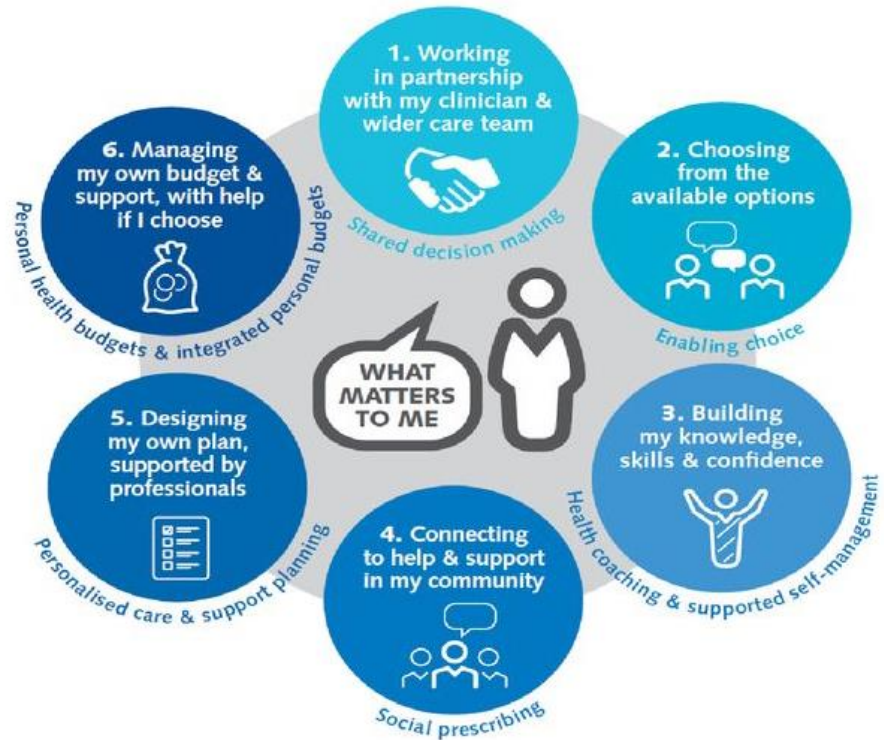 1. Working
in partnership
with my clinician &
wider care team
Shared decision making
2. Choosing
from the
available options
Enabling choice
3. Building
my knowledge,
skills & confidence
Health coaching & supported self-management
4. Connecting
to help & support
in my community
Social prescribing
5. Designing
my own plan,
supported by
professionals
Personalised care & support planning
6. Managing
my own budget &
support, with help
if I choose
Personal health budgets & integrated personal budgets
WHAT
MATTERS
TO ME